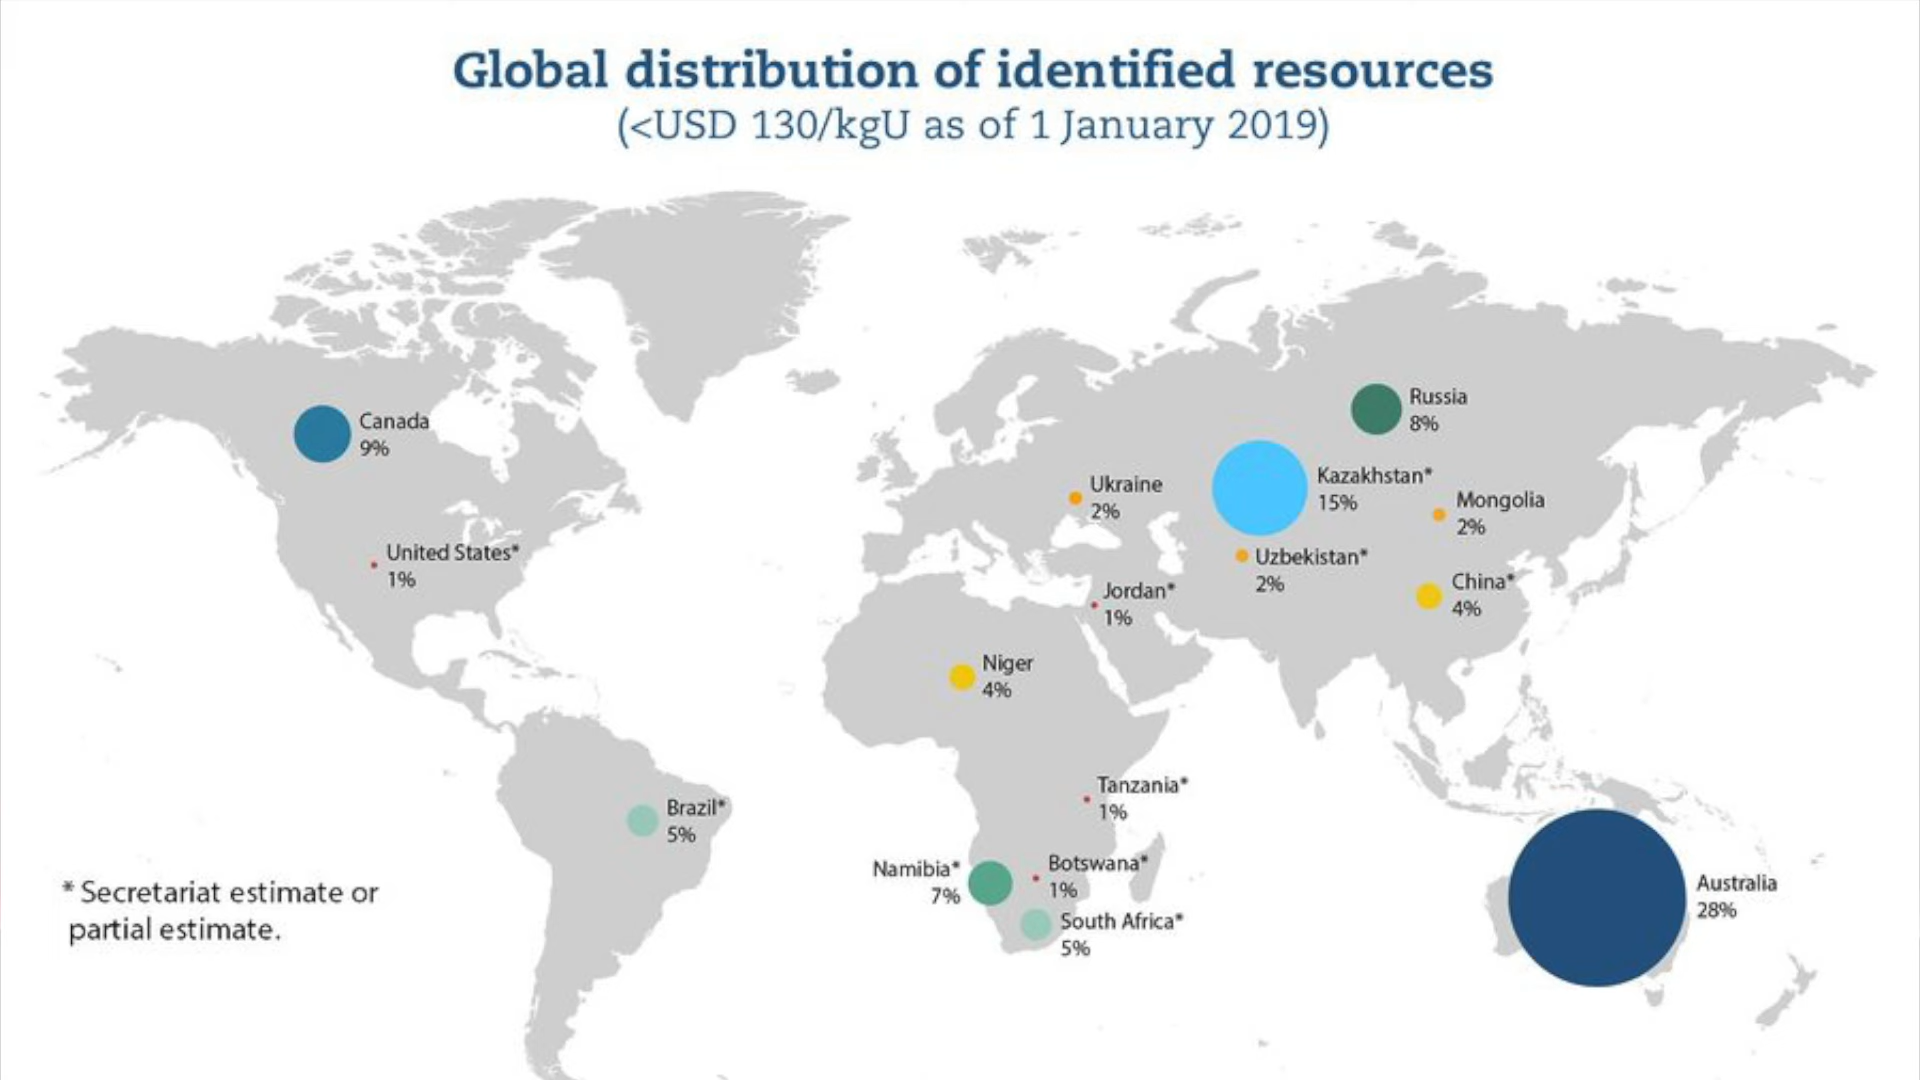 Global distribution of identified resources
(<USD 130/kgU as of 1 January 2019)
Russia
8%
Canada
9%
Kazakhstan*
15%
Ukraine
2%
Mongolia
2%
United States*
1%
Uzbekistan*
2%
China*
4%
Jordan*
1%
Niger
4%
Tanzania*
1%
Brazil*
5%
Namibia*
7%
Botswana*
1%
Australia
28%
South Africa*
5%
* Secretariat estimate or
partial estimate.